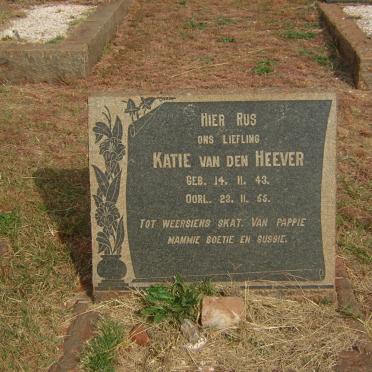 HIER RUS
ONS LIEFLING
KATIE VAN DEN HEEVER
GEB. 14. 11. 43.
OORL. 23. 11. 55.
TOT WEERSIENS SKAT. VAN PAPPIE
MAMMIE BOETIE EN SUSSIE.